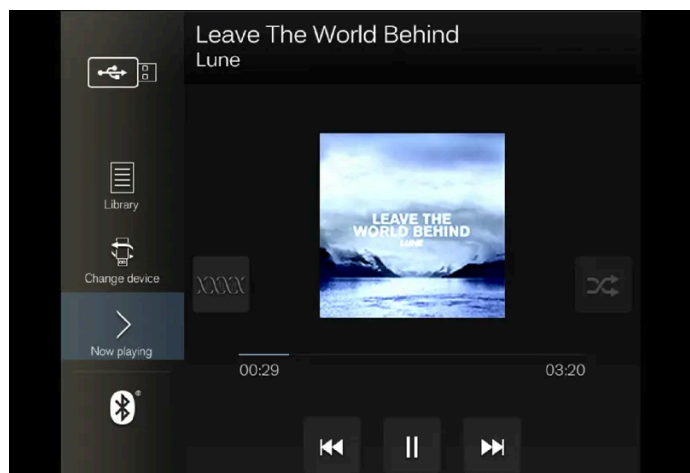 Leave The World Behind
Lune
LEAVE THE
WORLD BEHIND
LUNE
Library
Change device
XXXX
Now playing
00:29
03:20